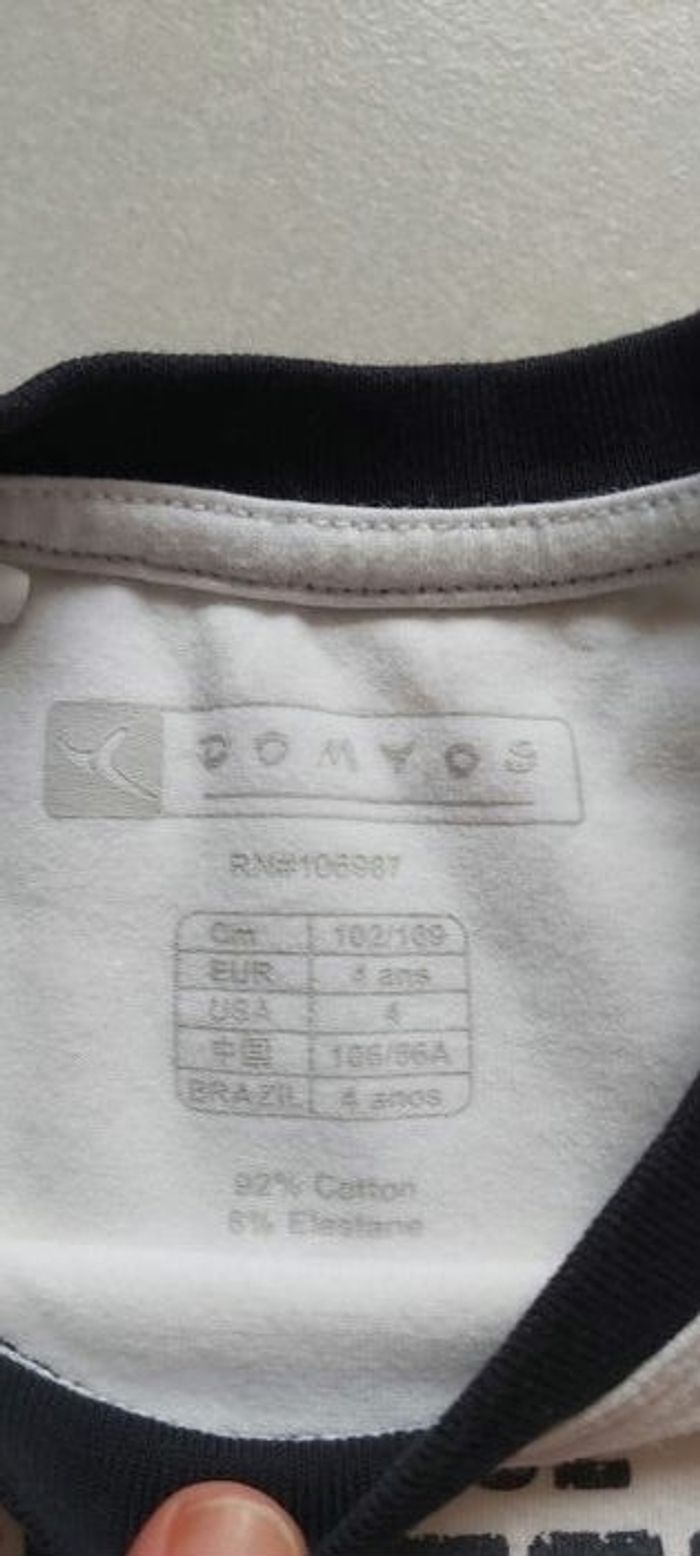 DOMYOS
RN#106987
Cm 102/109
EUR 4 ans
USA 4
中国 106/56A
BRAZIL 4 anos
92% Cotton
8% Elastane